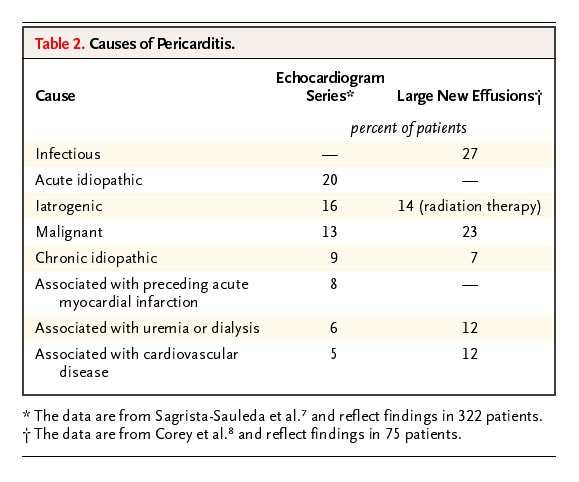 Table 2. Causes of Pericarditis.
Echocardiogram
Cause Series* Large New Effusions†
percent of patients
Infectious — 27
Acute idiopathic 20 —
Iatrogenic 16 14 (radiation therapy)
Malignant 13 23
Chronic idiopathic 9 7
Associated with preceding acute 8 —
myocardial infarction
Associated with uremia or dialysis 6 12
Associated with cardiovascular 5 12
disease
* The data are from Sagrista-Sauleda et al.⁷ and reflect findings in 322 patients.
† The data are from Corey et al.⁸ and reflect findings in 75 patients.